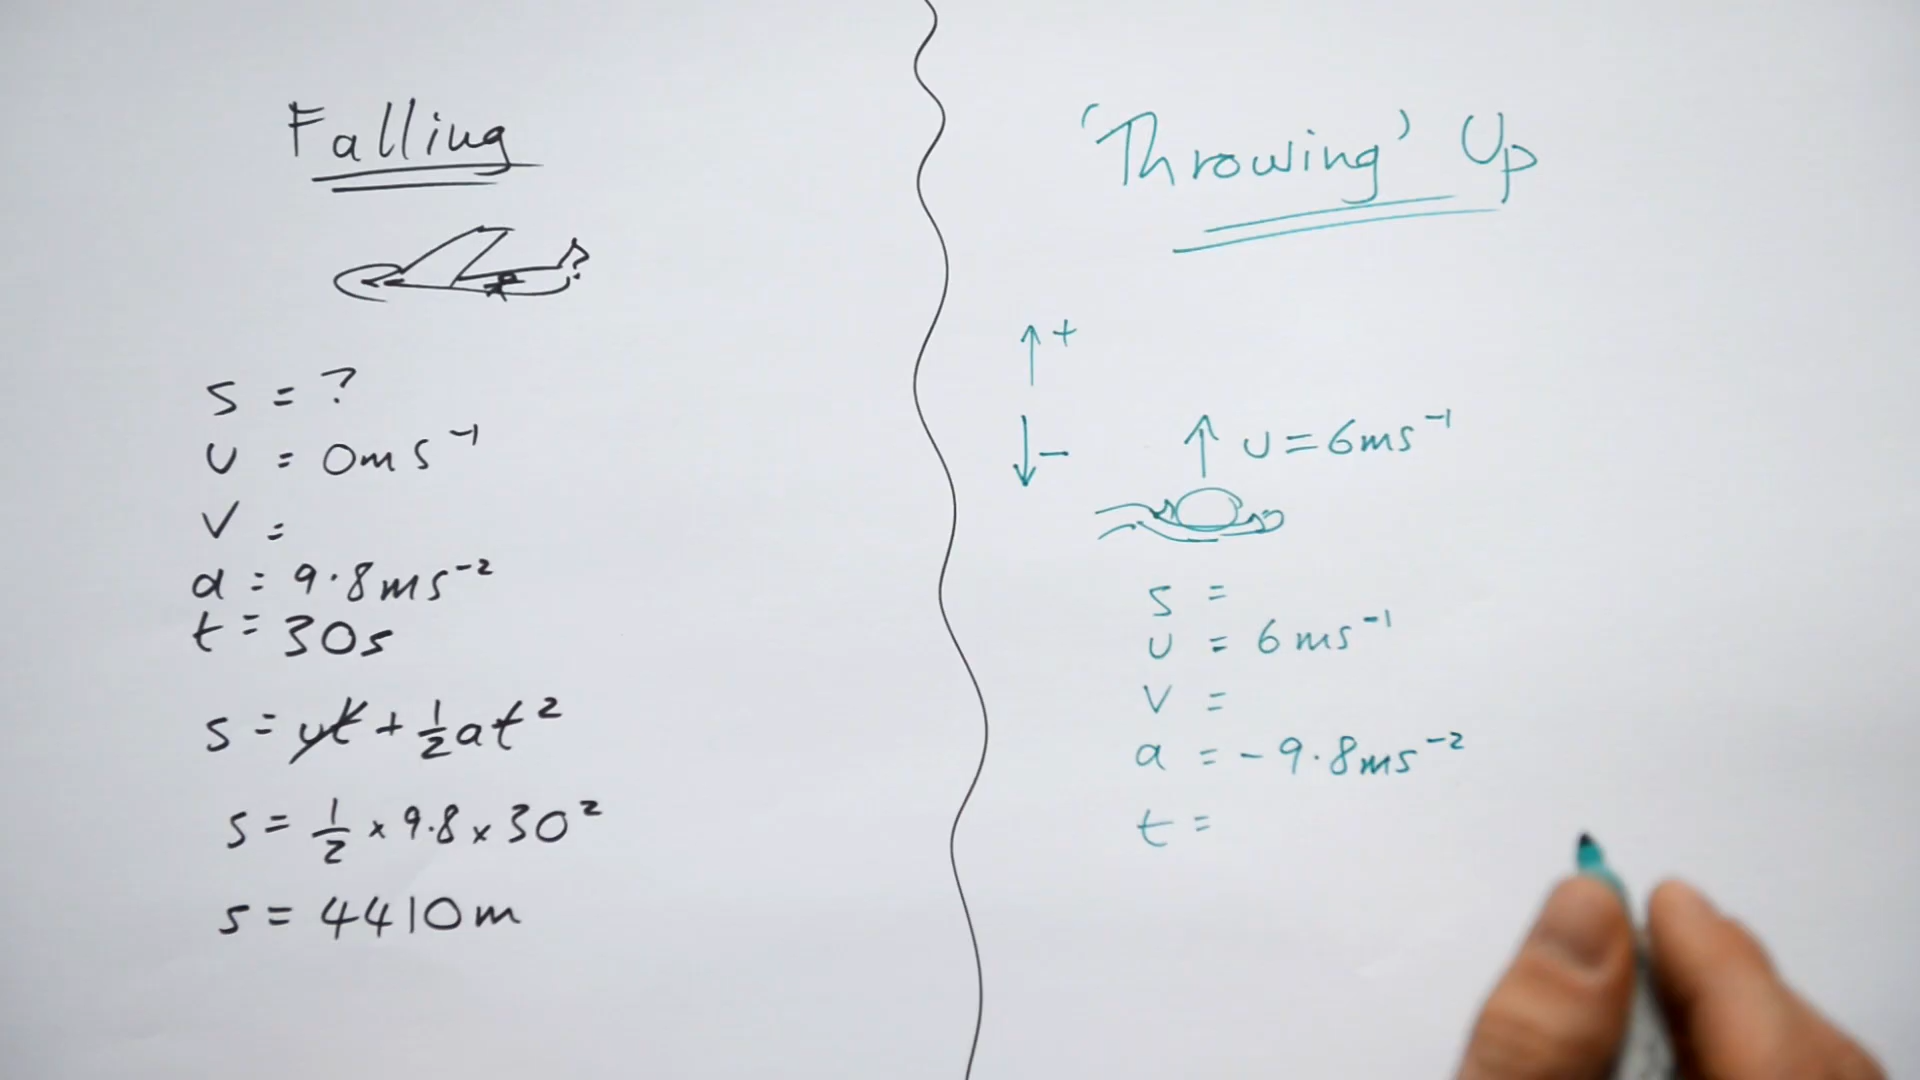 Falling
s = ?
u = 0ms⁻¹
v =
a = 9.8ms⁻²
t = 30s
s = ut + ½at²
s = ½ × 9.8 × 30²
s = 4410m
'Throwing' Up
↑ +
↓ -
↑ u = 6ms⁻¹
s =
u = 6ms⁻¹
v =
a = -9.8ms⁻²
t =